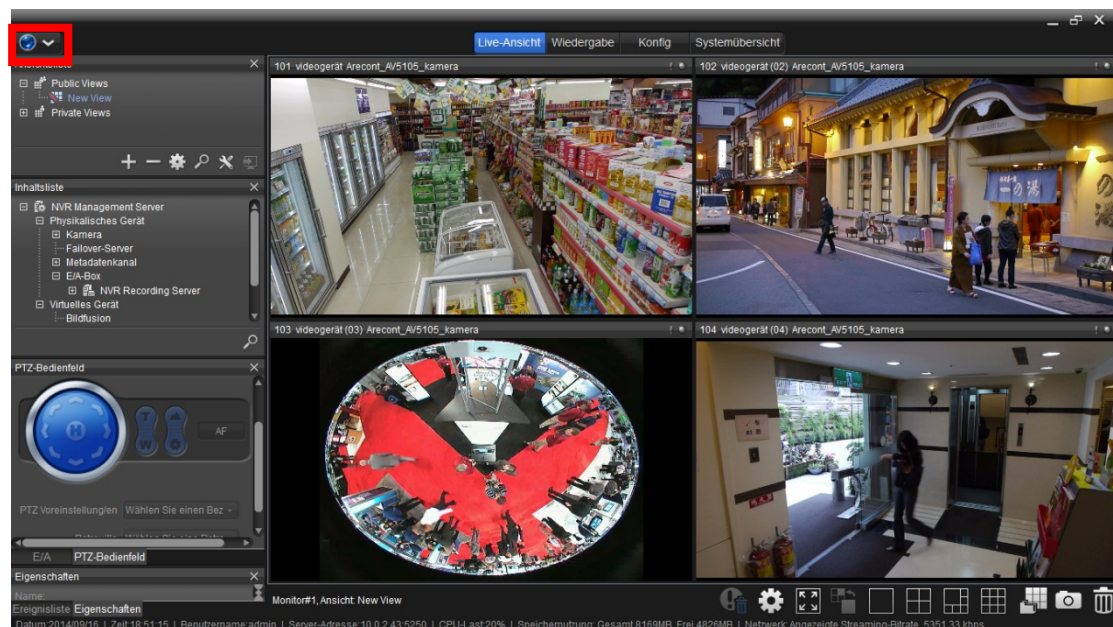 Live-Ansicht Wiedergabe Konfig Systemübersicht
Public Views
New View
Private Views
Inhaltsliste
NVR Management Server
Physikalisches Gerät
Kamera
Failover-Server
Metadatenkanal
E/A-Box
NVR Recording Server
Virtuelles Gerät
Bildfusion
PTZ-Bedienfeld
T
W
H
AF
PTZ Voreinstellung/en Wählen Sie einen Bez
E/A PTZ-Bedienfeld
Eigenschaften
Name:
Ereignisliste Eigenschaften
101 videogerät Arecont_AV5105_kamera
102 videogerät (02) Arecont_AV5105_kamera
103 videogerät (03) Arecont_AV5105_kamera
104 videogerät (04) Arecont_AV5105_kamera
Monitor#1, Ansicht: New View
Datum:2014/09/16 | Zeit:18:51:15 | Benutzername:admin | Server-Adresse:10.0.2.43:5250 | CPU-Last:20% | Speichernutzung: Gesamt:8169MB, Frei:4826MB | Netzwerk: Angezeigte Streaming-Bitrate, 5351.33 kbps